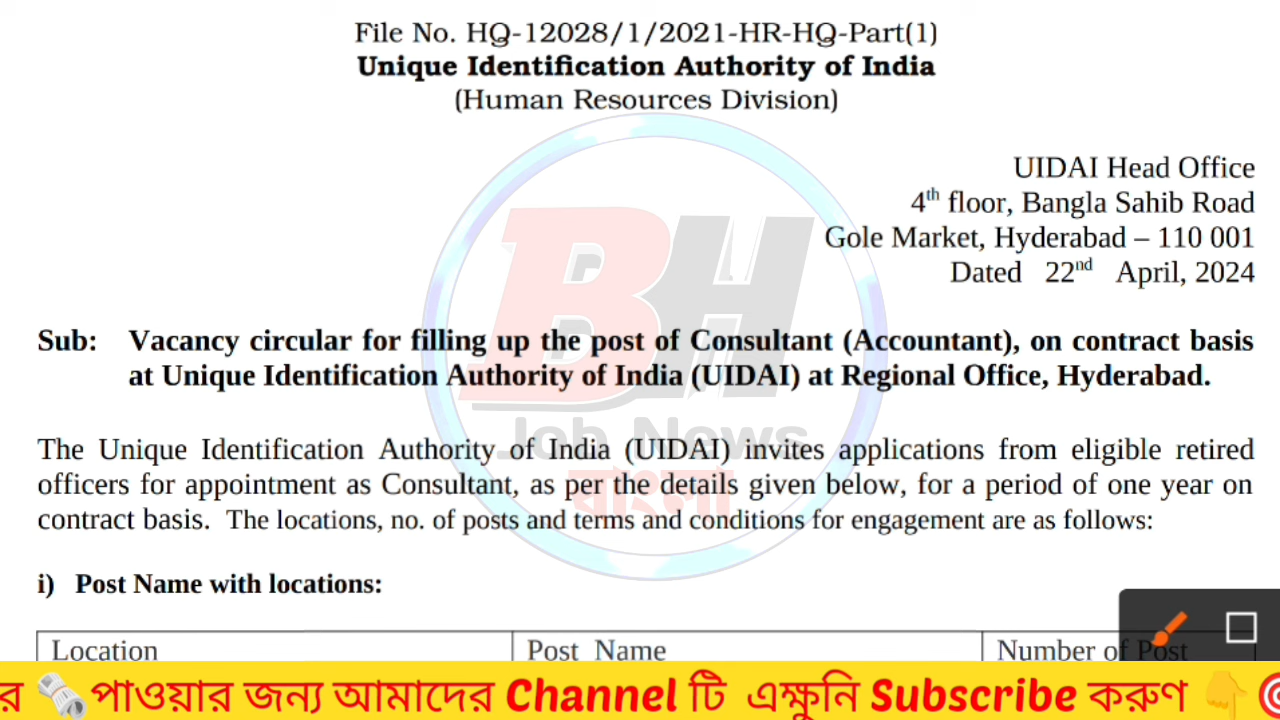 File No. HQ-12028/1/2021-HR-HQ-Part(1)
Unique Identification Authority of India
(Human Resources Division)
UIDAI Head Office
4th floor, Bangla Sahib Road
Gole Market, Hyderabad – 110 001
Dated 22nd April, 2024
Sub: Vacancy circular for filling up the post of Consultant (Accountant), on contract basis
at Unique Identification Authority of India (UIDAI) at Regional Office, Hyderabad.
BH
Job News
বাংলা
The Unique Identification Authority of India (UIDAI) invites applications from eligible retired
officers for appointment as Consultant, as per the details given below, for a period of one year on
contract basis. The locations, no. of posts and terms and conditions for engagement are as follows:
i) Post Name with locations:
Location Post Name Number of Post
র 🗞️পাওয়ার জন্য আমাদের Channel টি এক্ষুনি Subscribe করুণ 👇 🎯